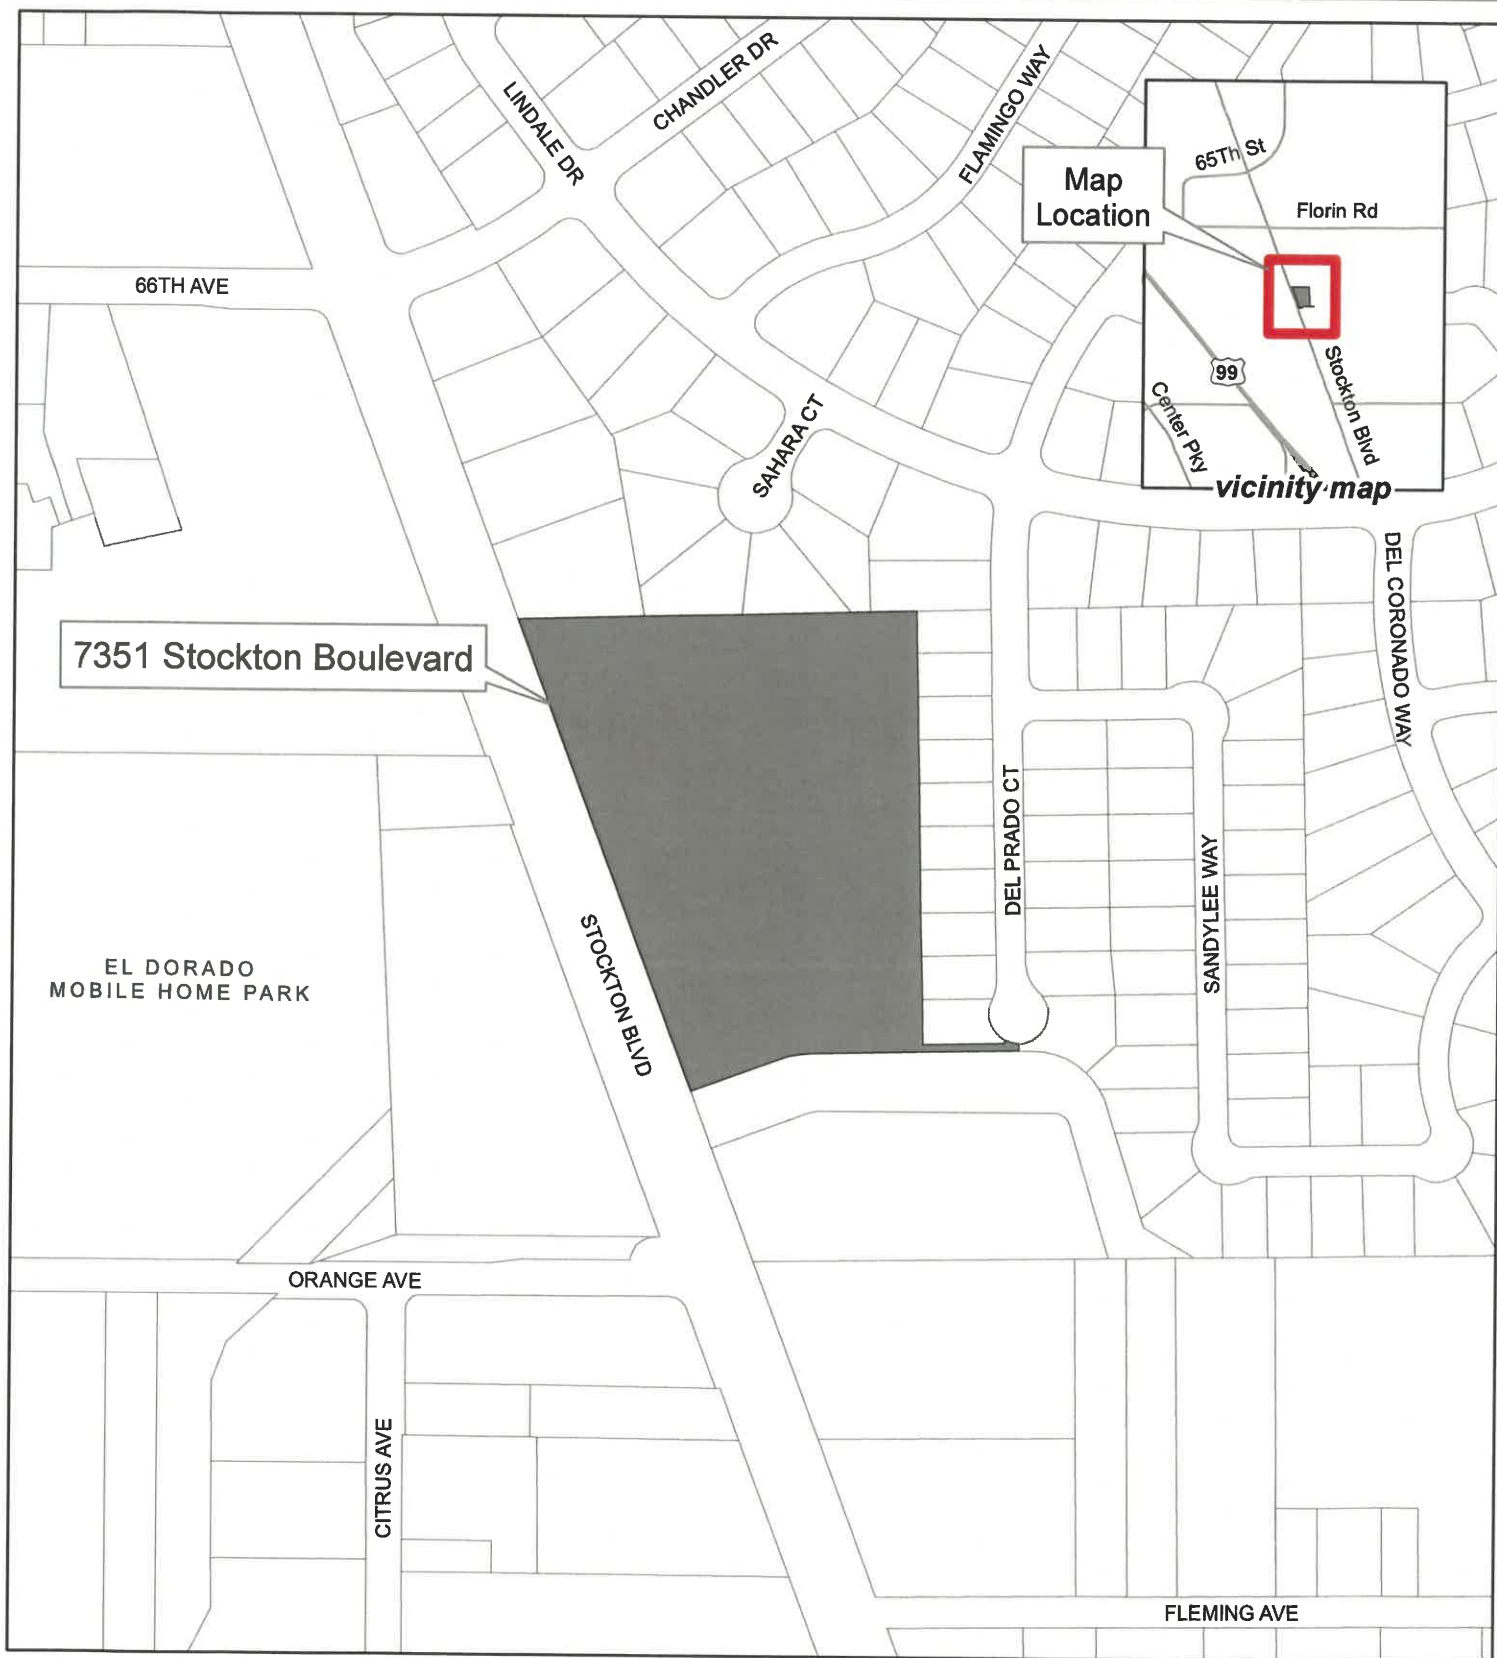 LINDALE DR
CHANDLER DR
FLAMINGO WAY
65Th St
Map
Location
Florin Rd
66TH AVE
99
Stockton Blvd
Center Pky
vicinity map
SAHARA CT
DEL CORONADO WAY
7351 Stockton Boulevard
DEL PRADO CT
SANDYLEE WAY
STOCKTON BLVD
EL DORADO
MOBILE HOME PARK
ORANGE AVE
CITRUS AVE
FLEMING AVE